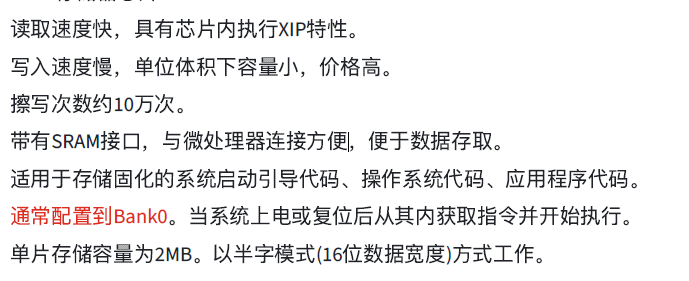 读取速度快，具有芯片内执行XIP特性。
写入速度慢，单位体积下容量小，价格高。
擦写次数约10万次。
带有SRAM接口，与微处理器连接方便，便于数据存取。
适用于存储固化的系统启动引导代码、操作系统代码、应用程序代码。
通常配置到Bank0。当系统上电或复位后从其内获取指令并开始执行。
单片存储容量为2MB。以半字模式(16位数据宽度)方式工作。